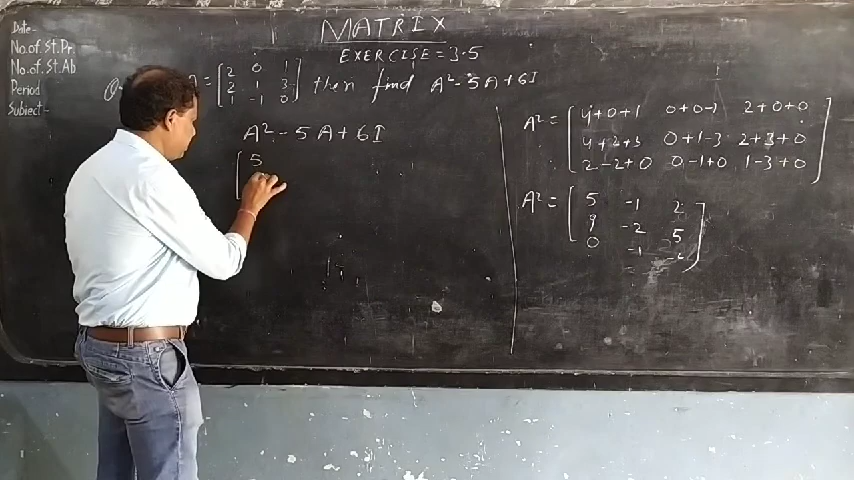 MATRIX
EXERCISE = 3.5
Date-
No. of. St. Pr.
No. of. St. Ab
Period
Subject-
= [ 2 0 1 ] then find A² - 5A + 6I
[ 2 1 3 ]
[ 1 -1 0 ]
A² - 5A + 6I
[ 5
A² = [ 4+0+1 0+0-1 2+0+0 ]
[ 4+2+3 0+1-3 2+3+0 ]
[ 2-2+0 0-1+0 1-3+0 ]
A² = [ 5 -1 2 ]
[ 9 -2 5 ]
[ 0 -1 ]